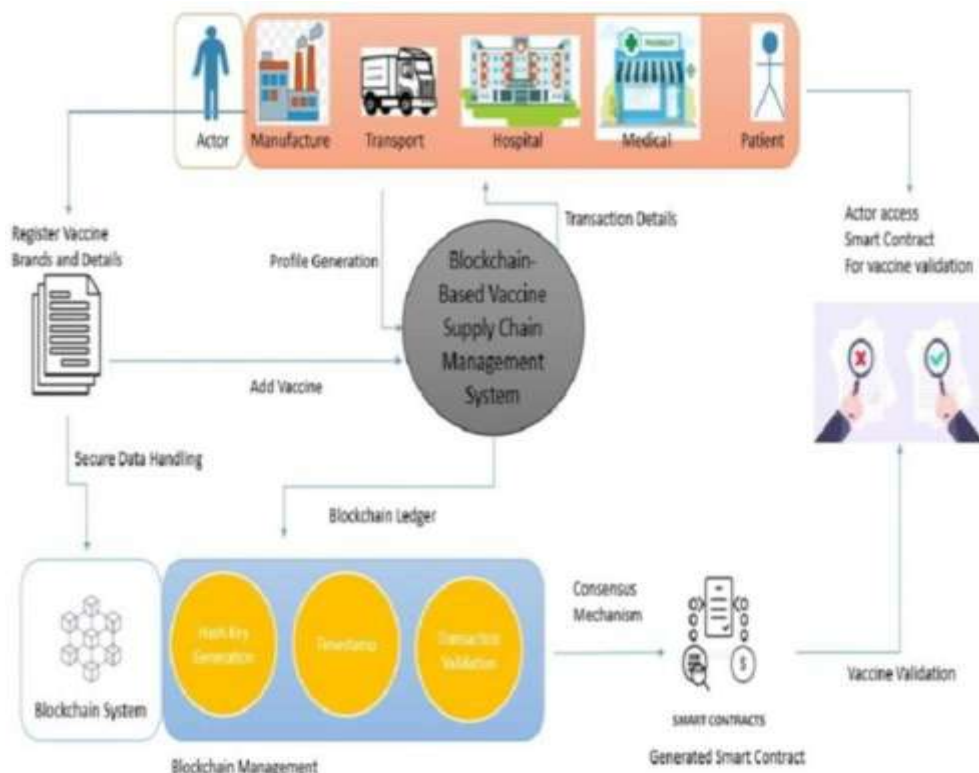 PHARMACY
Actor
Manufacture
Transport
Hospital
Medical
Patient
Register Vaccine
Brands and Details
Profile Generation
Transaction Details
Actor access
Smart Contract
For vaccine validation
Blockchain-
Based Vaccine
Supply Chain
Management
System
Add Vaccine
Secure Data Handling
Blockchain Ledger
Hash Key
Generation
Timestamp
Transaction
Validation
Consensus
Mechanism
$
Blockchain System
SMART CONTRACTS
Vaccine Validation
Generated Smart Contract
Blockchain Management